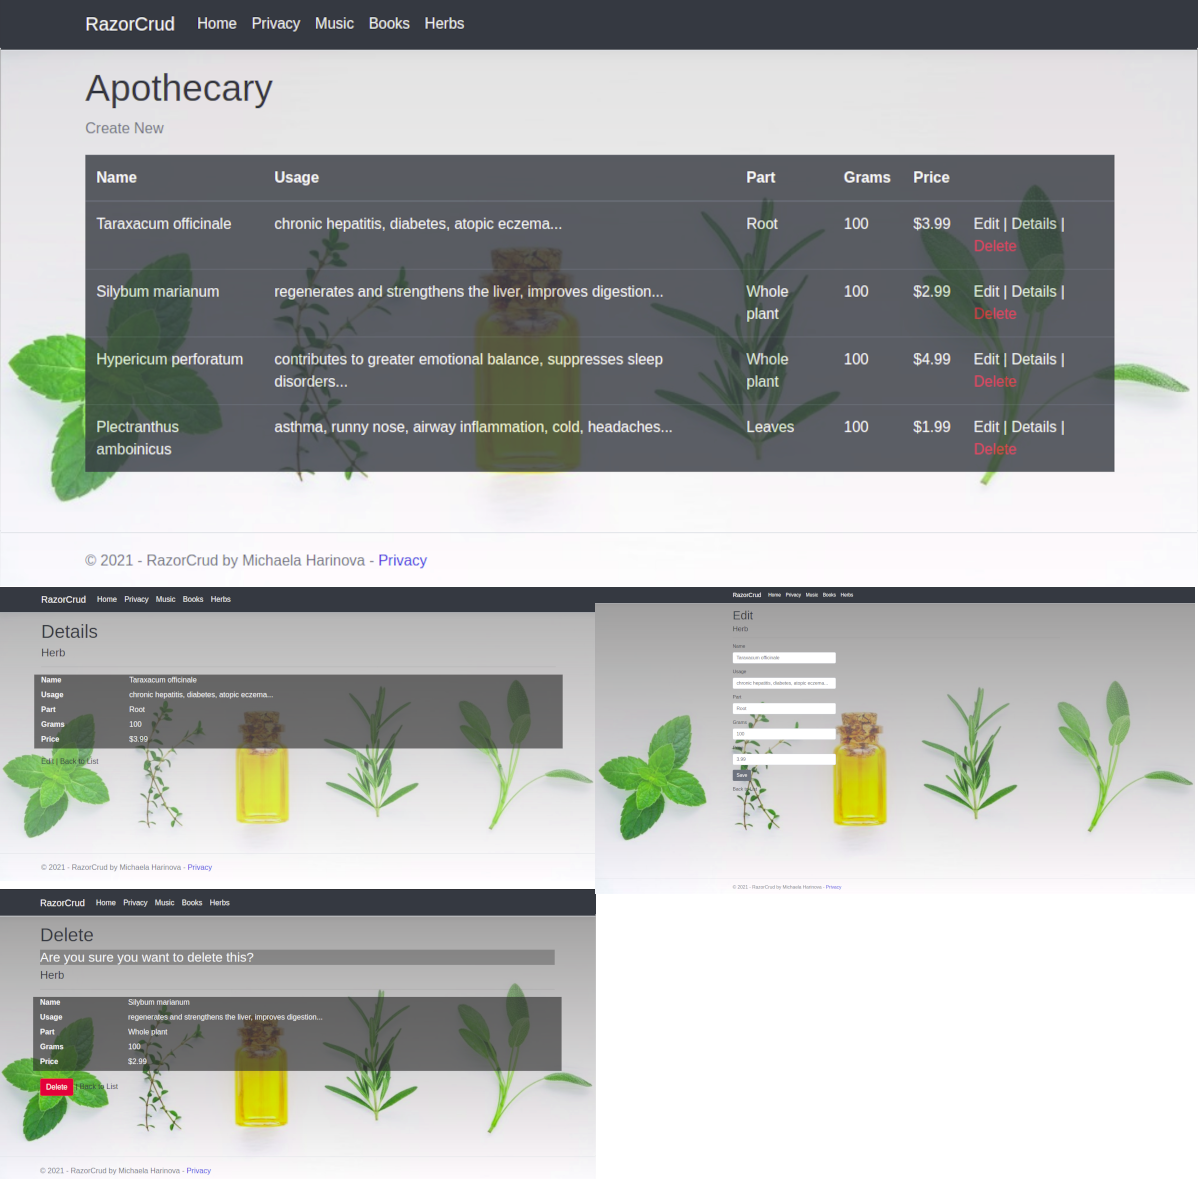 RazorCrud Home Privacy Music Books Herbs
Apothecary
Create New
Name Usage Part Grams Price
Taraxacum officinale chronic hepatitis, diabetes, atopic eczema... Root 100 $3.99 Edit | Details |
Delete
Silybum marianum regenerates and strengthens the liver, improves digestion... Whole 100 $2.99 Edit | Details |
plant Delete
Hypericum perforatum contributes to greater emotional balance, suppresses sleep Whole 100 $4.99 Edit | Details |
disorders... plant Delete
Plectranthus asthma, runny nose, airway inflammation, cold, headaches... Leaves 100 $1.99 Edit | Details |
amboinicus Delete
© 2021 - RazorCrud by Michaela Harinova - Privacy
RazorCrud Home Privacy Music Books Herbs
Details
Herb
Name Taraxacum officinale
Usage chronic hepatitis, diabetes, atopic eczema...
Part Root
Grams 100
Price $3.99
Edit | Back to List
© 2021 - RazorCrud by Michaela Harinova - Privacy
RazorCrud Home Privacy Music Books Herbs
Edit
Herb
Name
Taraxacum officinale
Usage
chronic hepatitis, diabetes, atopic eczema...
Part
Root
Grams
100
3.99
Save
Back to List
© 2021 - RazorCrud by Michaela Harinova - Privacy
RazorCrud Home Privacy Music Books Herbs
Delete
Are you sure you want to delete this?
Herb
Name Silybum marianum
Usage regenerates and strengthens the liver, improves digestion...
Part Whole plant
Grams 100
Price $2.99
Delete | Back to List
© 2021 - RazorCrud by Michaela Harinova - Privacy